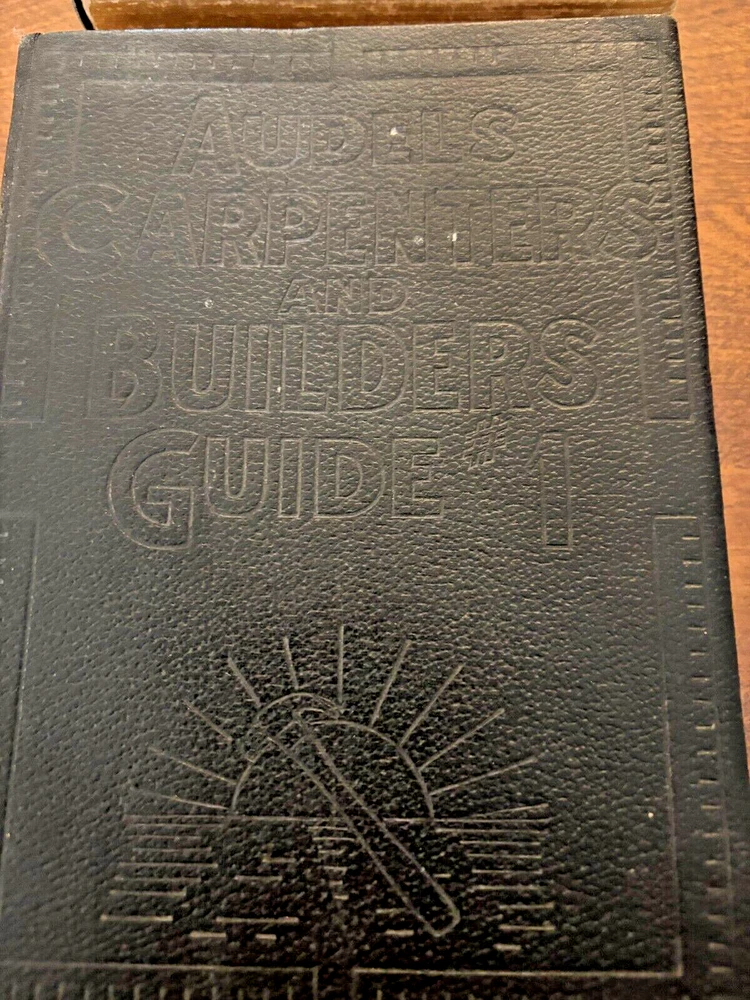 AUDELS
CARPENTERS
AND
BUILDERS
GUIDE #1